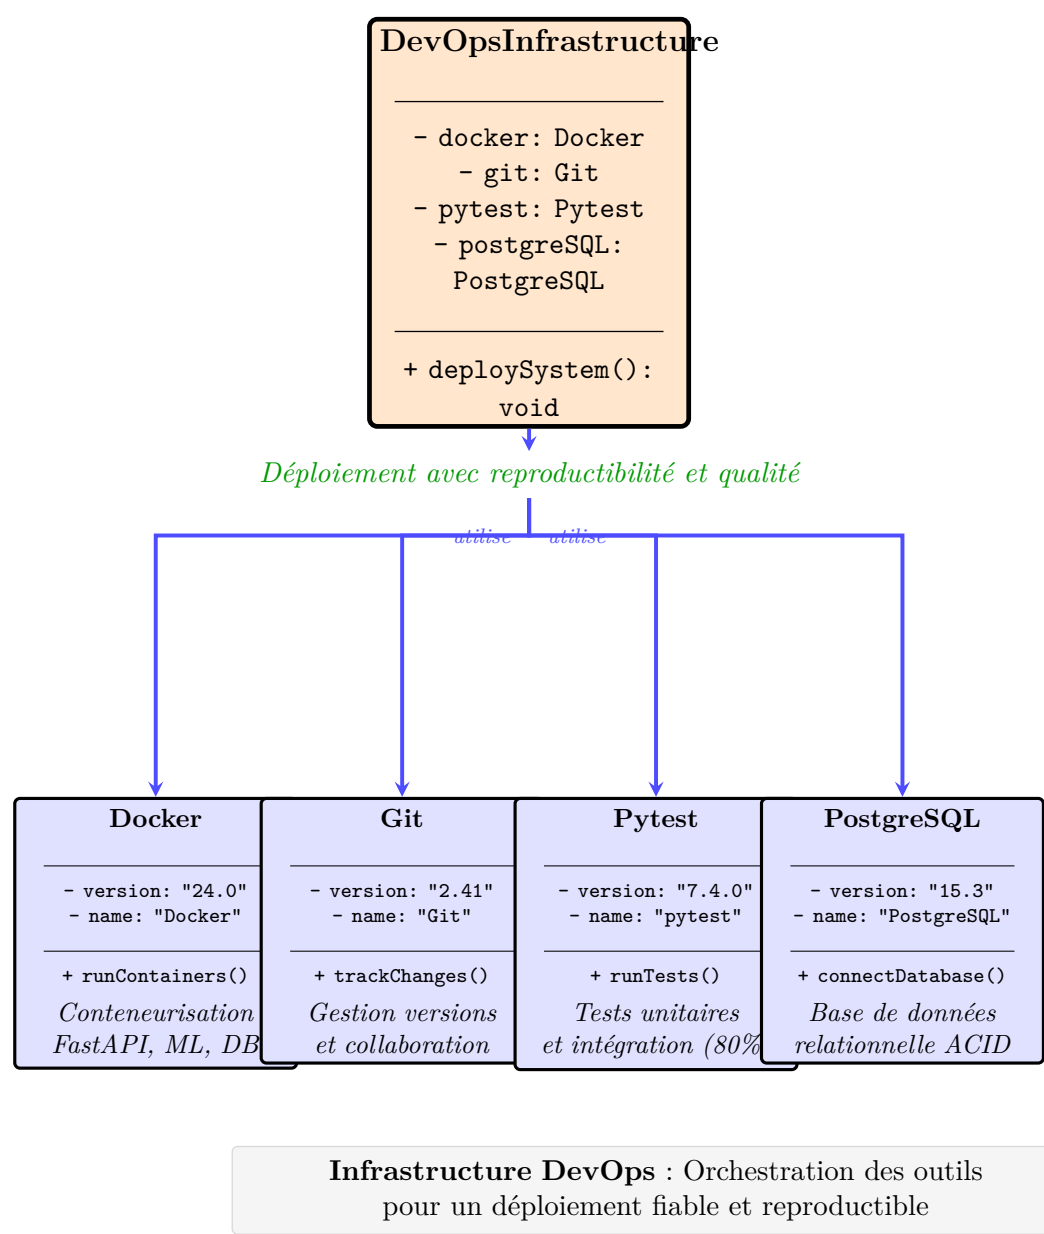 DevOpsInfrastructure
- docker: Docker
- git: Git
- pytest: Pytest
- postgreSQL:
PostgreSQL
+ deploySystem():
void
Déploiement avec reproductibilité et qualité
utilise utilise
Docker
- version: "24.0"
- name: "Docker"
+ runContainers()
Conteneurisation
FastAPI, ML, DB
Git
- version: "2.41"
- name: "Git"
+ trackChanges()
Gestion versions
et collaboration
Pytest
- version: "7.4.0"
- name: "pytest"
+ runTests()
Tests unitaires
et intégration (80%
PostgreSQL
- version: "15.3"
- name: "PostgreSQL"
+ connectDatabase()
Base de données
relationnelle ACID
Infrastructure DevOps : Orchestration des outils
pour un déploiement fiable et reproductible